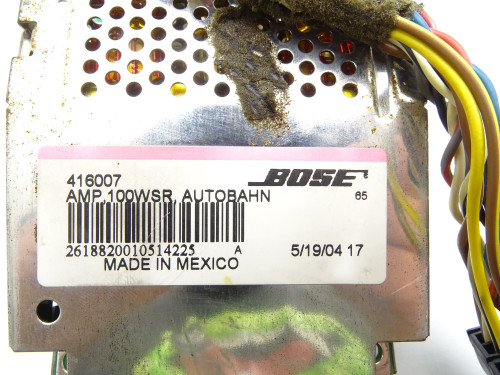 416007
BOSE
AMP,100WSR, AUTOBAHN
65
2618820010514225 A
5/19/04 17
MADE IN MEXICO